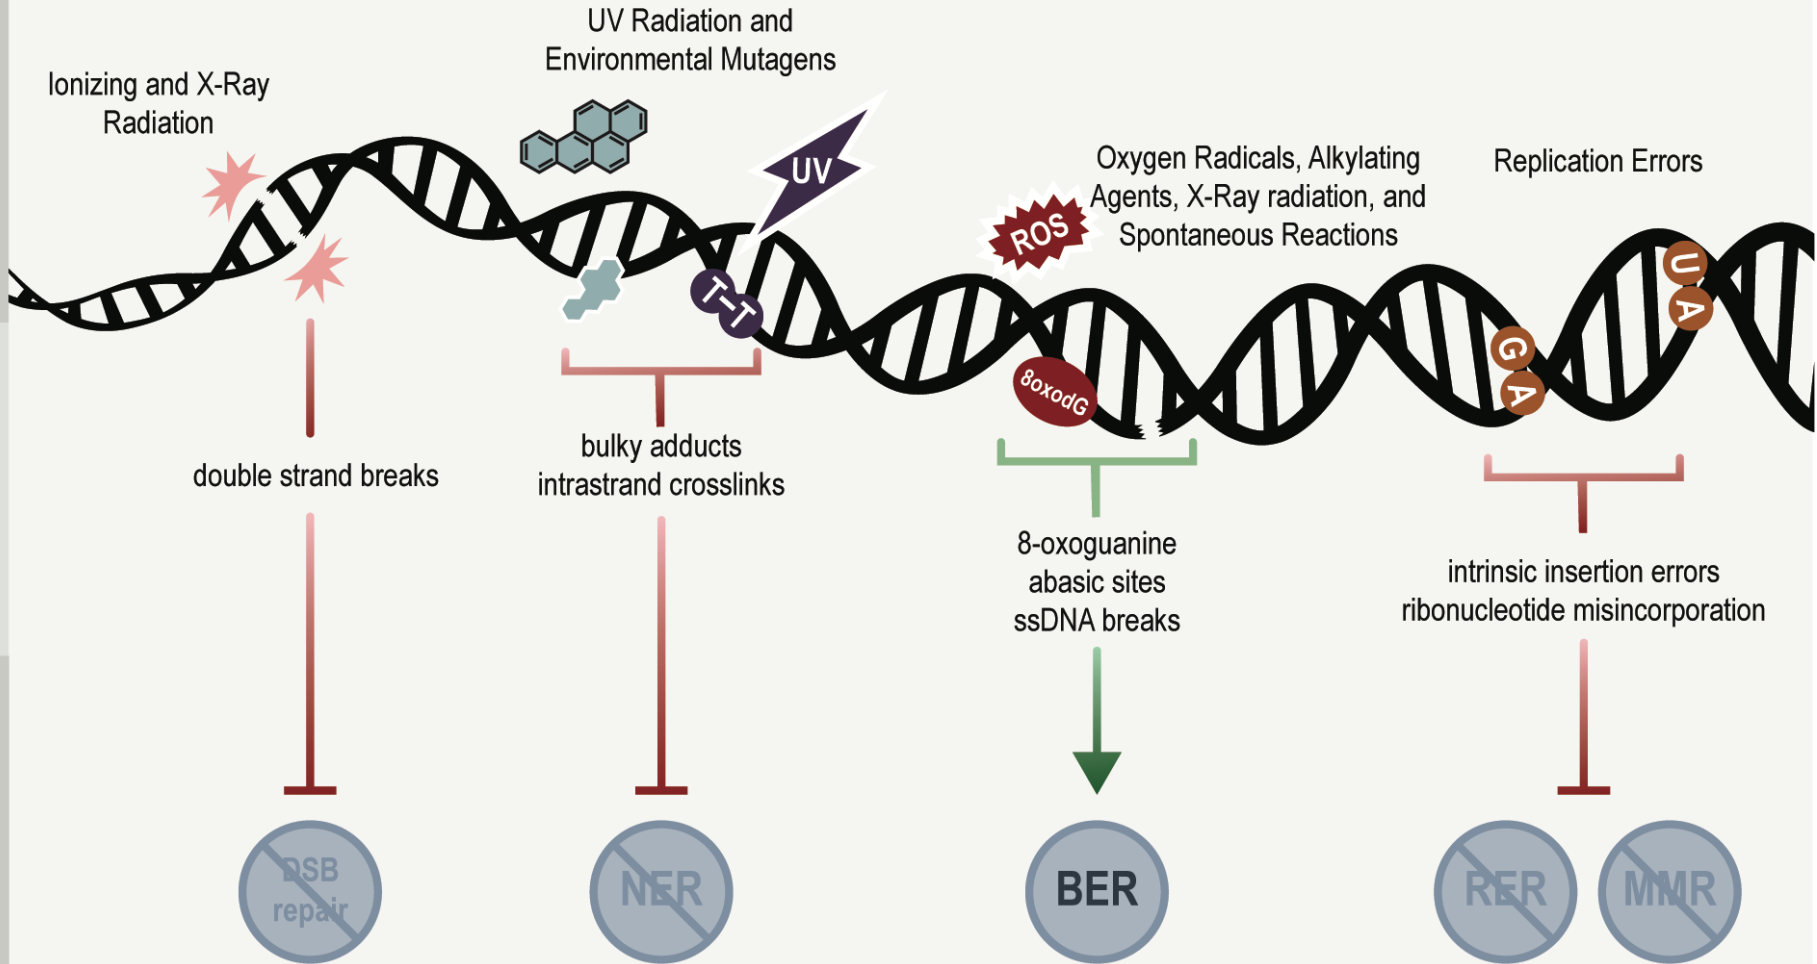 Ionizing and X-Ray
Radiation
UV Radiation and
Environmental Mutagens
UV
ROS
Oxygen Radicals, Alkylating
Agents, X-Ray radiation, and
Spontaneous Reactions
Replication Errors
T-T
8oxodG
G
A
U
A
double strand breaks
bulky adducts
intrastrand crosslinks
8-oxoguanine
abasic sites
ssDNA breaks
intrinsic insertion errors
ribonucleotide misincorporation
DSB
repair
NER
BER
RER
MMR